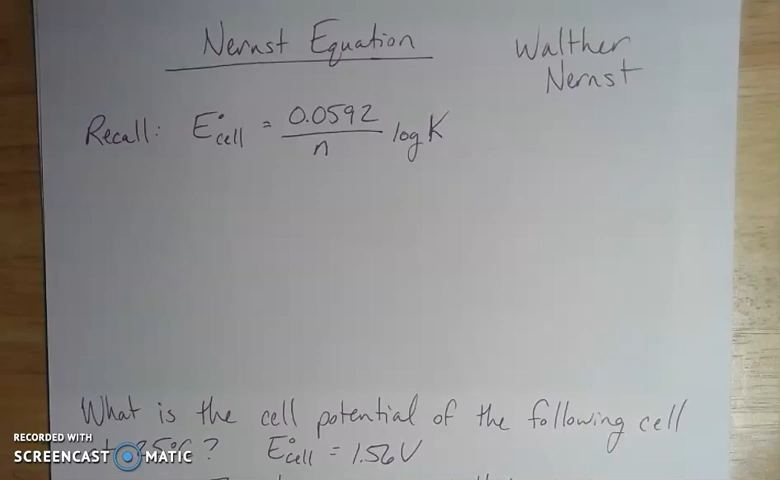 Nernst Equation
Walther
Nernst
Recall: E°cell = 0.0592/n log K
What is the cell potential of the following cell
25°C? E°cell = 1.56V
RECORDED WITH
SCREENCAST MATIC